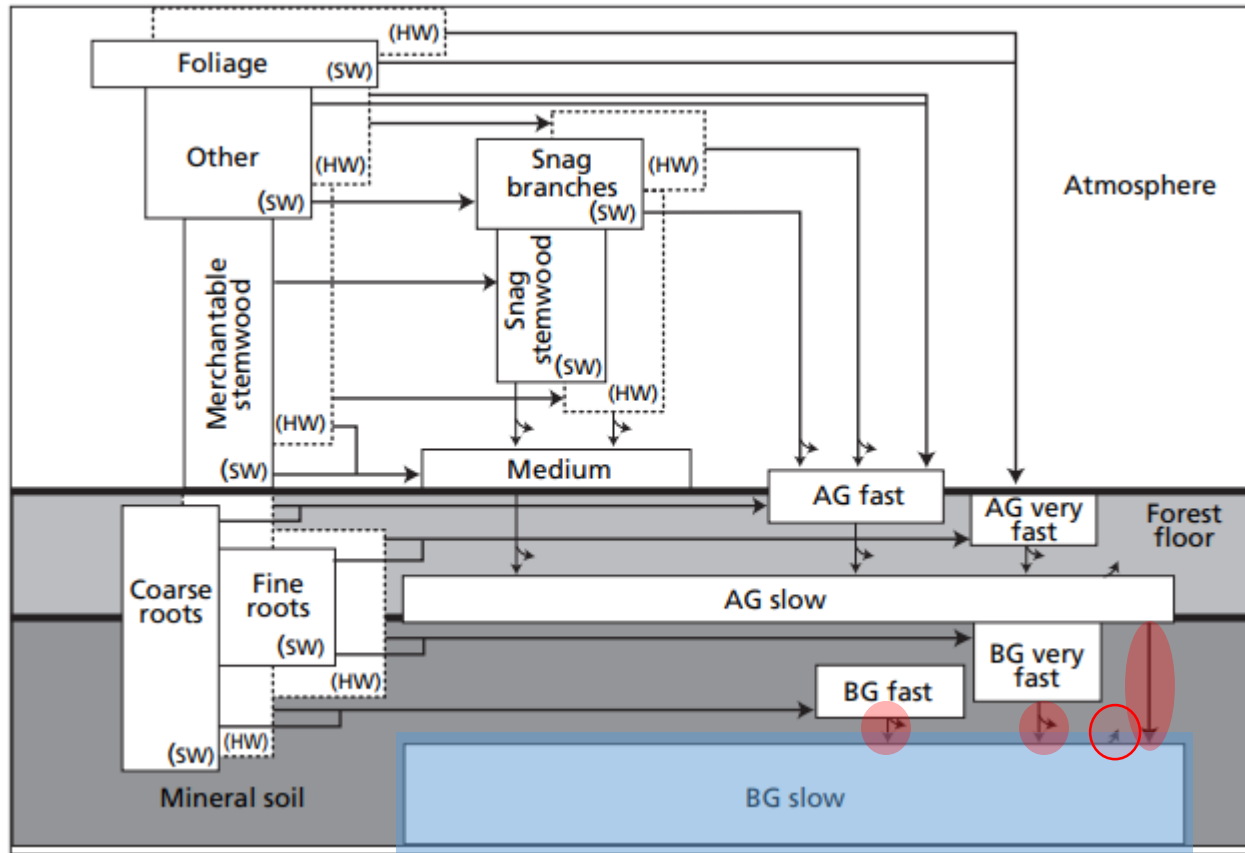 (HW)
Foliage
(SW)
Other
(HW)
(SW)
Snag
branches
(HW)
(SW)
Atmosphere
Merchantable
stemwood
Snag
stemwood
(SW)
(HW)
(HW)
(SW)
Medium
AG fast
AG very
fast
Forest
floor
Coarse
roots
Fine
roots
(SW)
(HW)
AG slow
BG very
fast
BG fast
(HW)
(SW)
Mineral soil
BG slow